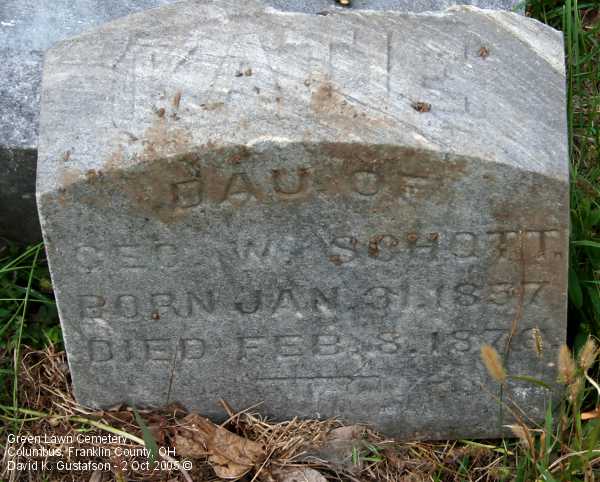 KATIE
DAU OF
GEO. W. SCHOTT.
BORN JAN. 31. 1857
DIED FEB. 8. 1870.
Green Lawn Cemetery
Columbus, Franklin County, OH
David K. Gustafson - 2 Oct 2005 ©